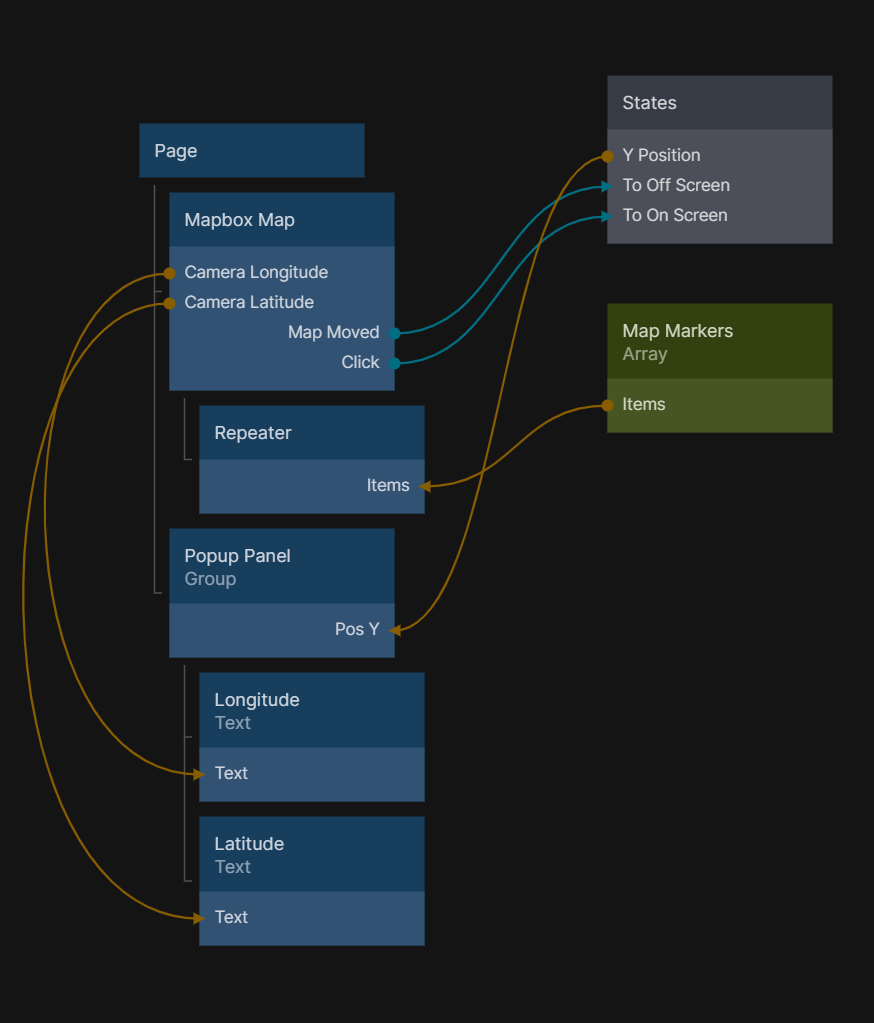 Page
Mapbox Map
Camera Longitude
Camera Latitude
Map Moved
Click
Repeater
Items
Popup Panel
Group
Pos Y
Longitude
Text
Text
Latitude
Text
Text
States
Y Position
To Off Screen
To On Screen
Map Markers
Array
Items